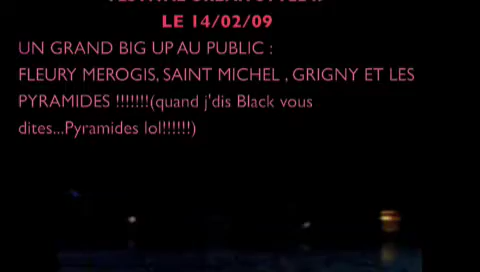 LE 14/02/09
UN GRAND BIG UP AU PUBLIC :
FLEURY MEROGIS, SAINT MICHEL , GRIGNY ET LES
PYRAMIDES !!!!!!!(quand j'dis Black vous
dites...Pyramides lol!!!!!!)